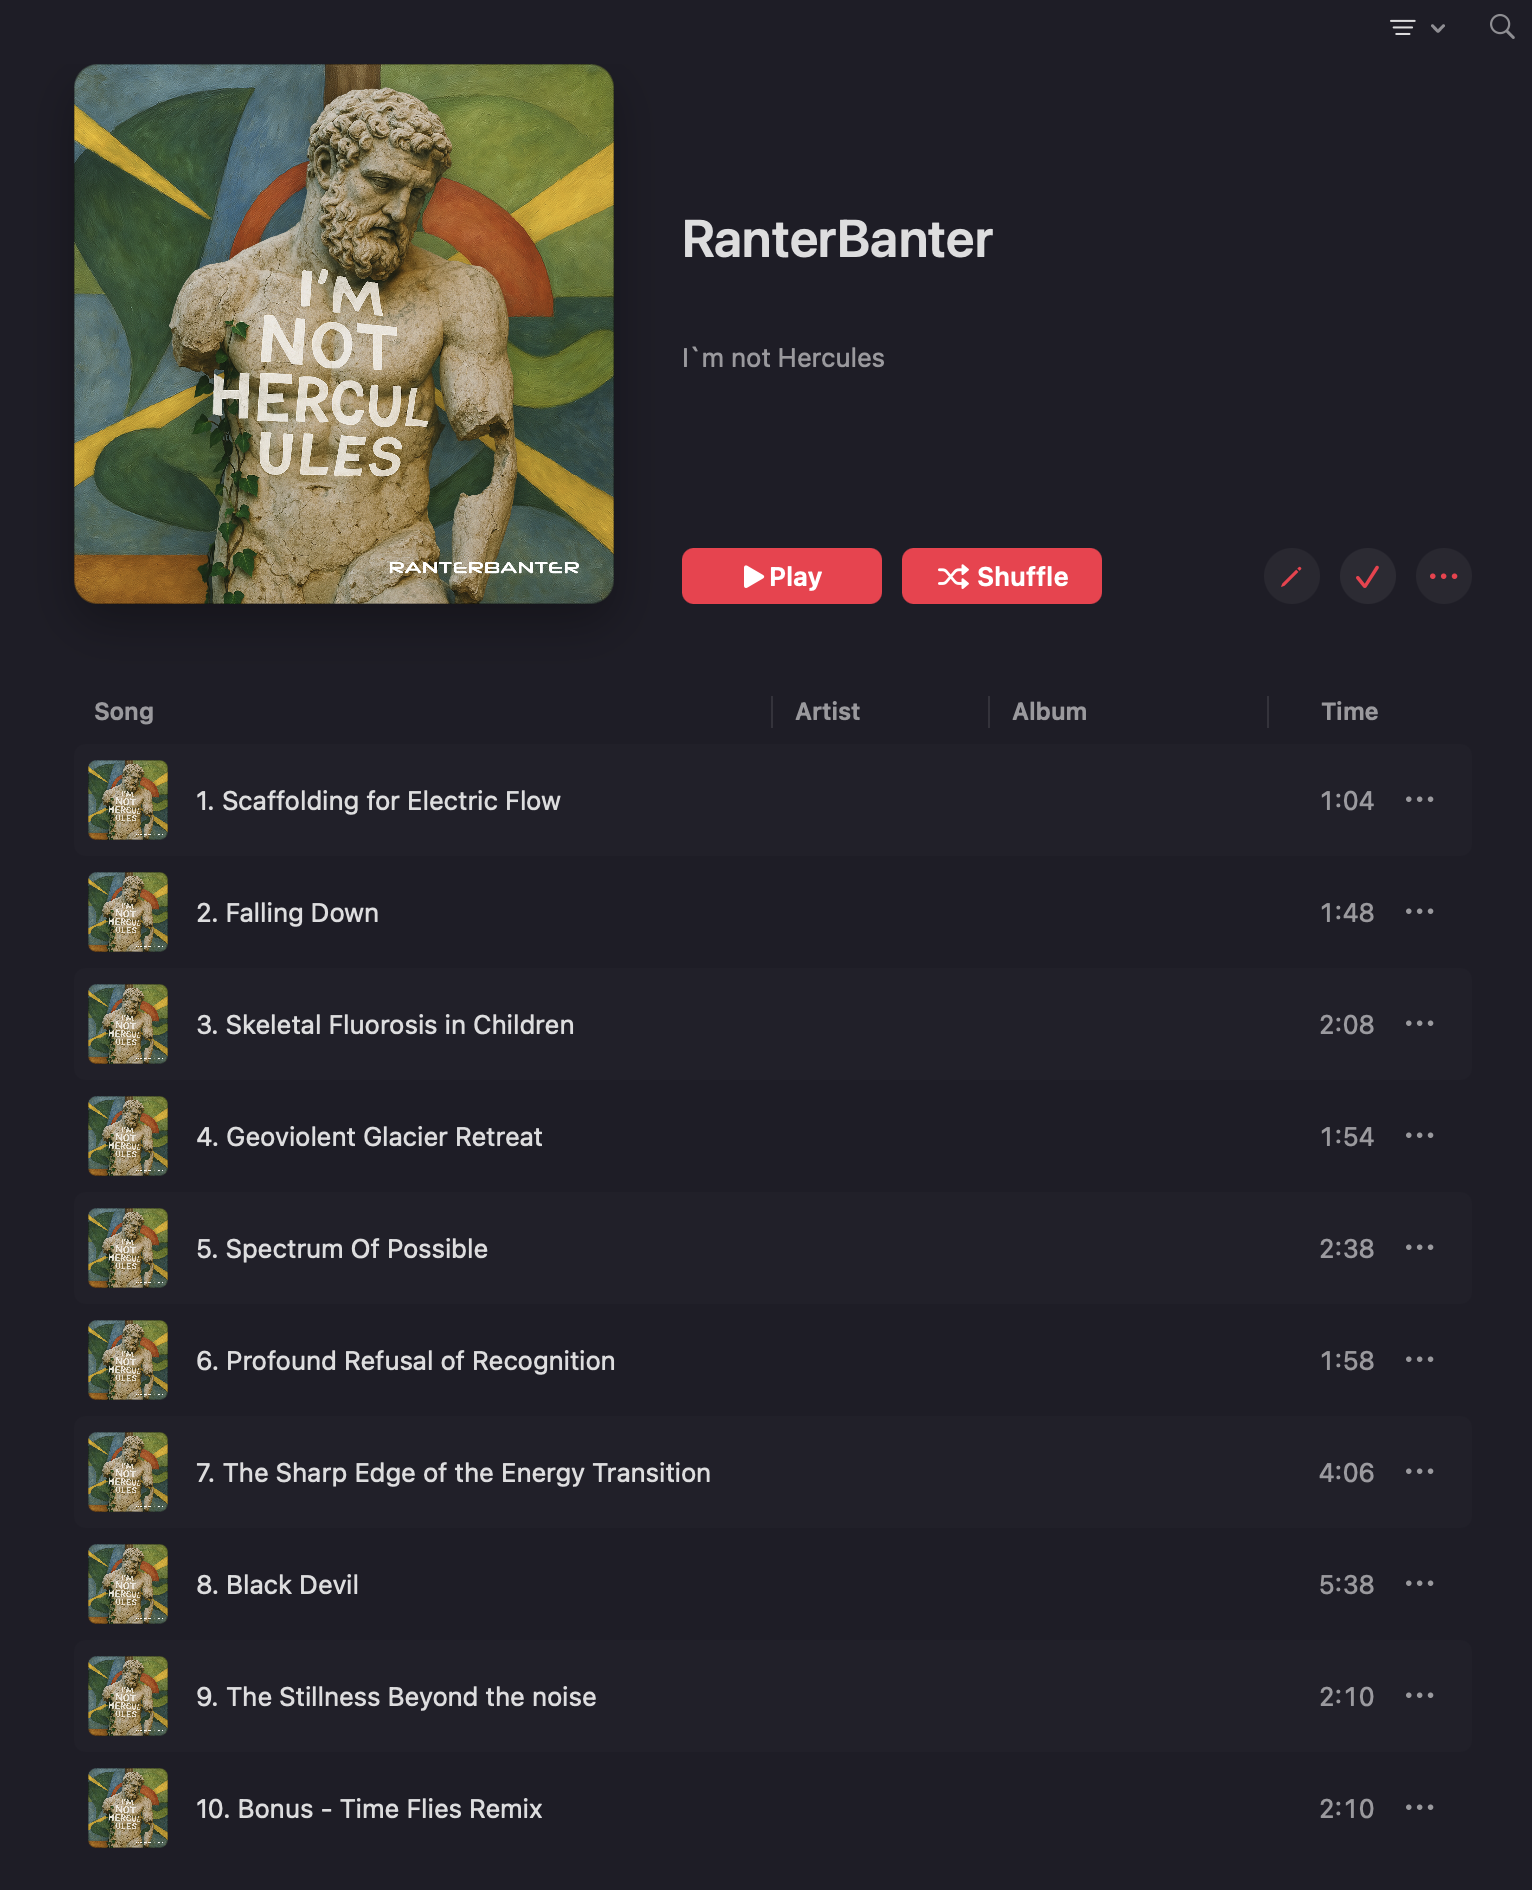 I'M
NOT
HERCUL
ULES
RANTERBANTER
RanterBanter
I`m not Hercules
Play
Shuffle
Song Artist Album Time
1. Scaffolding for Electric Flow 1:04
2. Falling Down 1:48
3. Skeletal Fluorosis in Children 2:08
4. Geoviolent Glacier Retreat 1:54
5. Spectrum Of Possible 2:38
6. Profound Refusal of Recognition 1:58
7. The Sharp Edge of the Energy Transition 4:06
8. Black Devil 5:38
9. The Stillness Beyond the noise 2:10
10. Bonus - Time Flies Remix 2:10